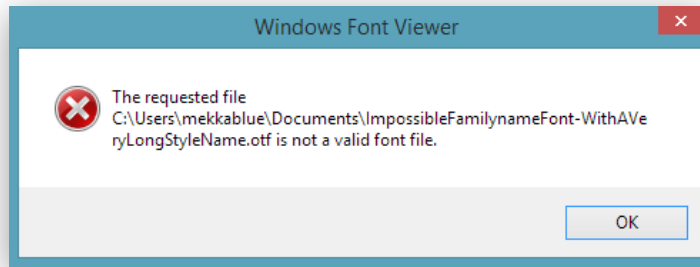 Windows Font Viewer
The requested file
C:\Users\mekkablue\Documents\ImpossibleFamilynameFont-WithAVe
ryLongStyleName.otf is not a valid font file.
OK